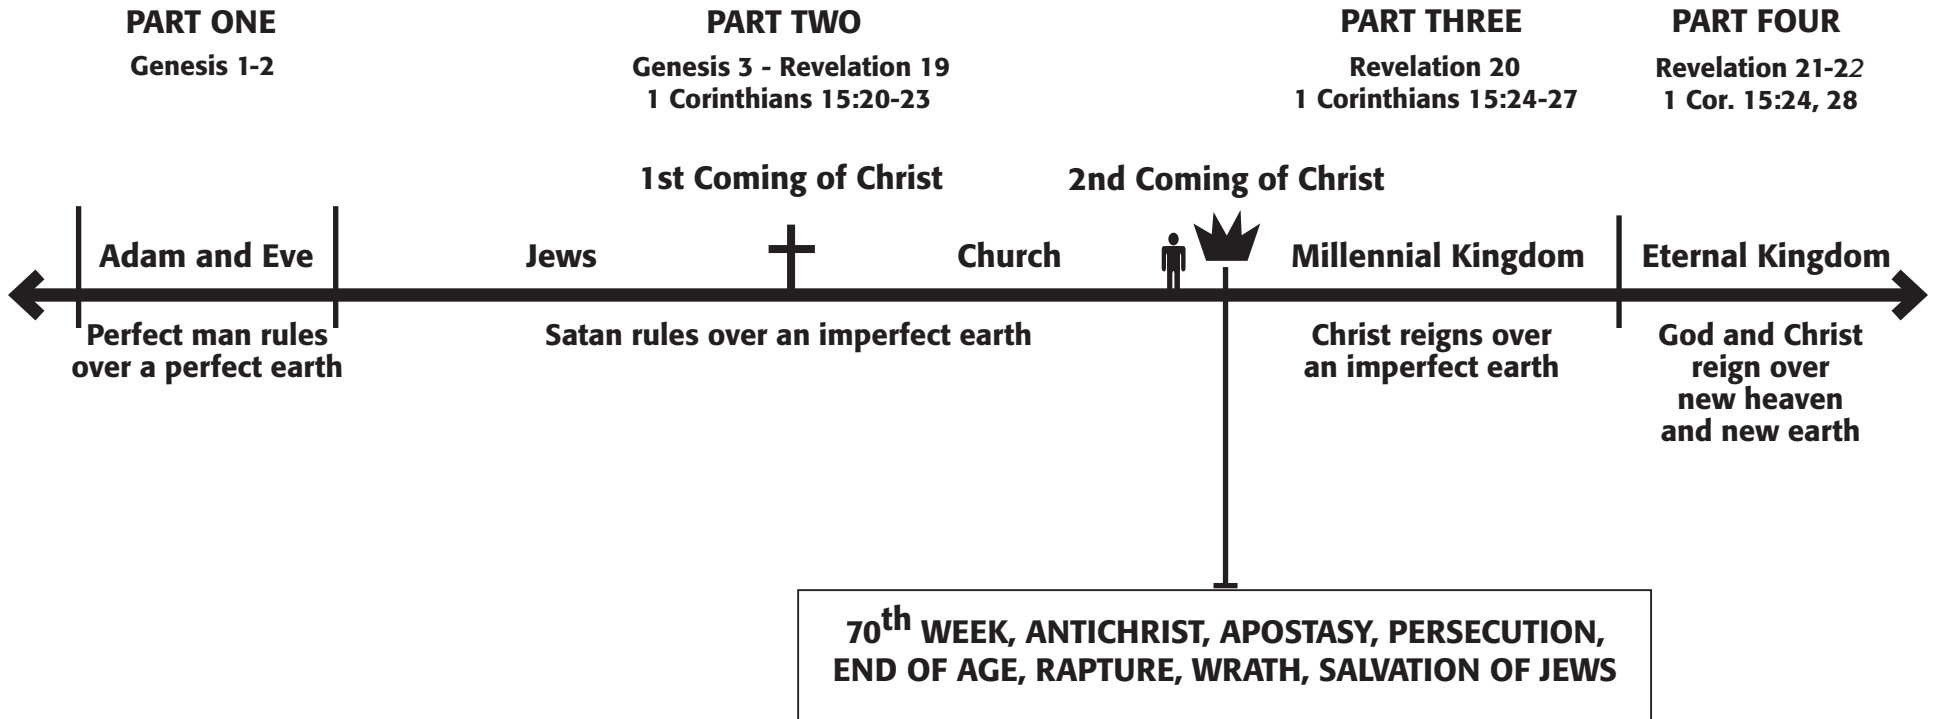 PART ONE
Genesis 1-2
PART TWO
Genesis 3 - Revelation 19
1 Corinthians 15:20-23
PART THREE
Revelation 20
1 Corinthians 15:24-27
PART FOUR
Revelation 21-22
1 Cor. 15:24, 28
1st Coming of Christ
2nd Coming of Christ
Adam and Eve
Jews
Church
Millennial Kingdom
Eternal Kingdom
Perfect man rules
over a perfect earth
Satan rules over an imperfect earth
Christ reigns over
an imperfect earth
God and Christ
reign over
new heaven
and new earth
70th WEEK, ANTICHRIST, APOSTASY, PERSECUTION,
END OF AGE, RAPTURE, WRATH, SALVATION OF JEWS